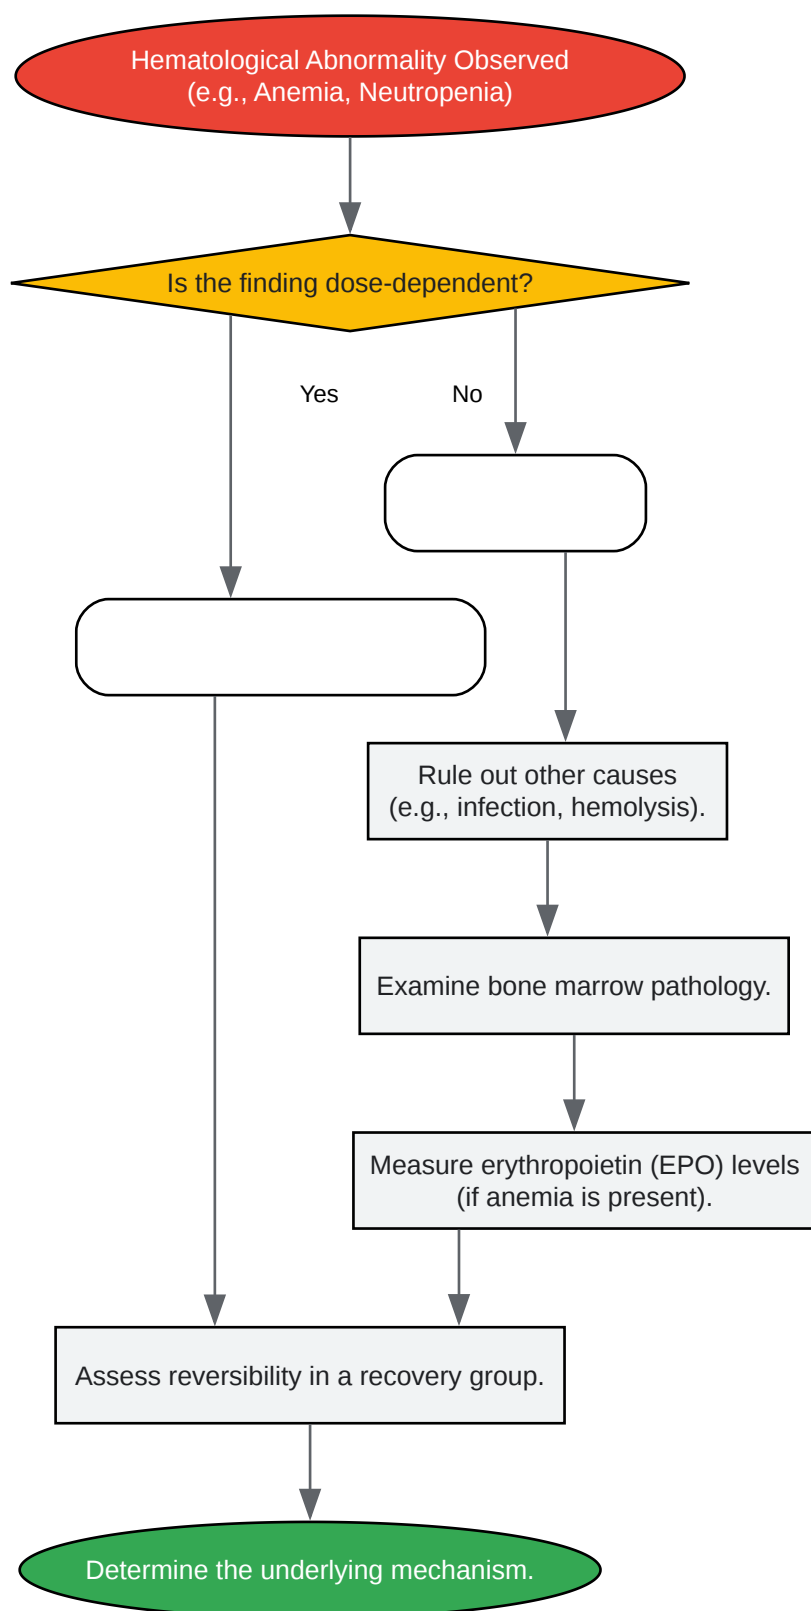 Hematological Abnormality Observed
(e.g., Anemia, Neutropenia)
Is the finding dose-dependent?
Yes
No
Rule out other causes
(e.g., infection, hemolysis).
Examine bone marrow pathology.
Measure erythropoietin (EPO) levels
(if anemia is present).
Assess reversibility in a recovery group.
Determine the underlying mechanism.